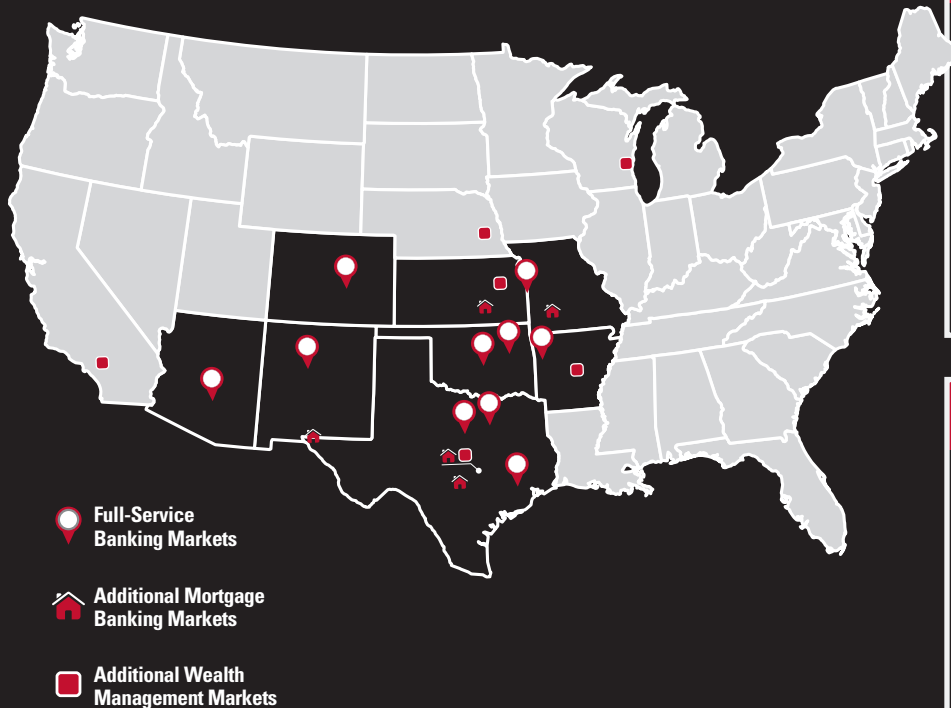 Full-Service
Banking Markets
Additional Mortgage
Banking Markets
Additional Wealth
Management Markets